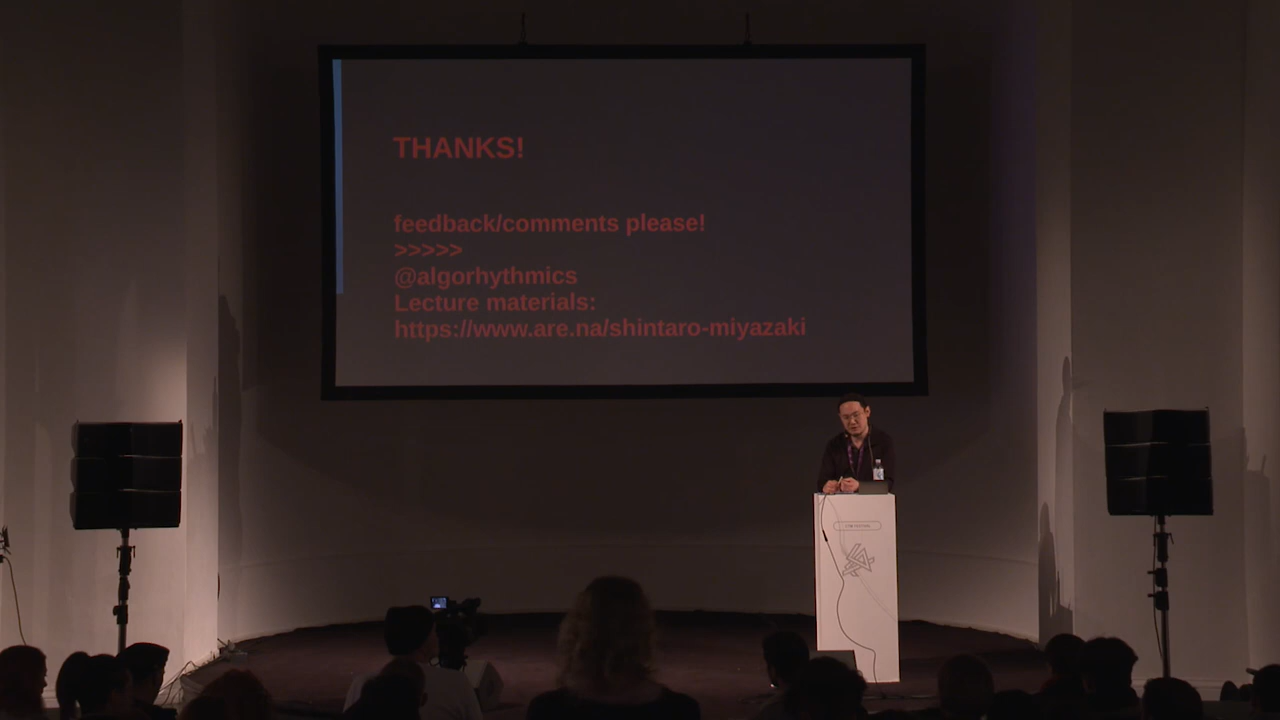 THANKS!
feedback/comments please!
>>>>>
@algorhythmics
Lecture materials:
https://www.are.na/shintaro-miyazaki